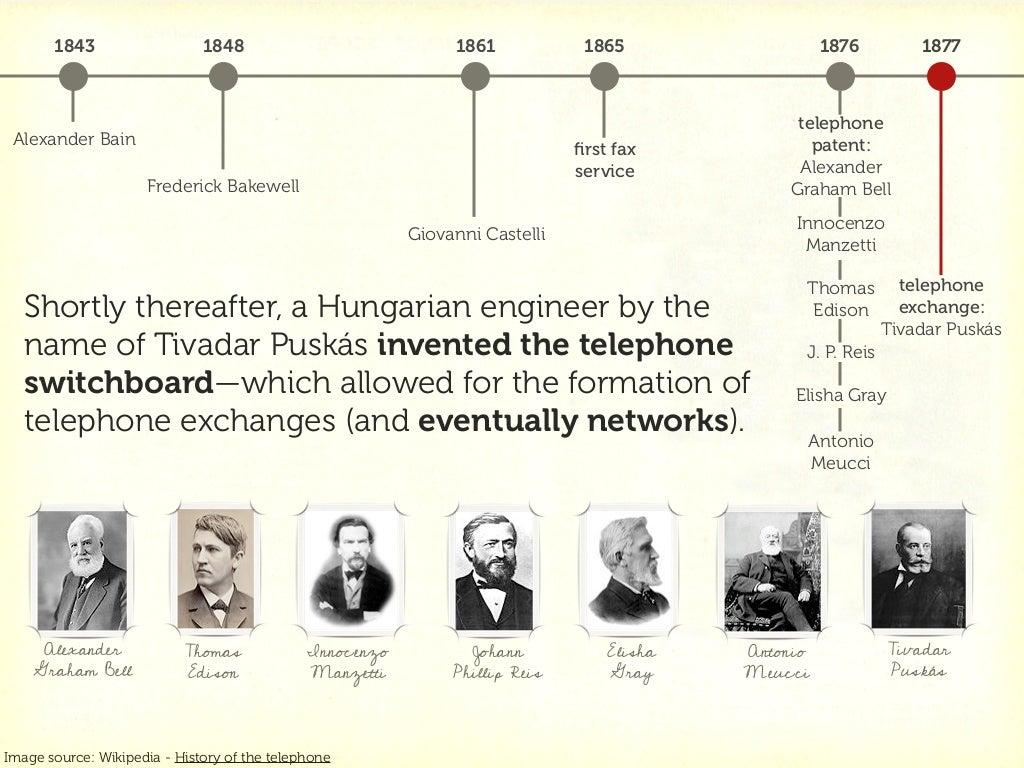 1843
1848
1861
1865
1876
1877
Alexander Bain
Frederick Bakewell
Giovanni Castelli
first fax
service
telephone
patent:
Alexander
Graham Bell
Innocenzo
Manzetti
Thomas
Edison
J. P. Reis
Elisha Gray
Antonio
Meucci
telephone
exchange:
Tivadar Puskás
Shortly thereafter, a Hungarian engineer by the
name of Tivadar Puskás invented the telephone
switchboard—which allowed for the formation of
telephone exchanges (and eventually networks).
Alexander
Graham Bell
Thomas
Edison
Innocenzo
Manzetti
Johann
Phillip Reis
Elisha
Gray
Antonio
Meucci
Tivadar
Puskás
Image source: Wikipedia - History of the telephone